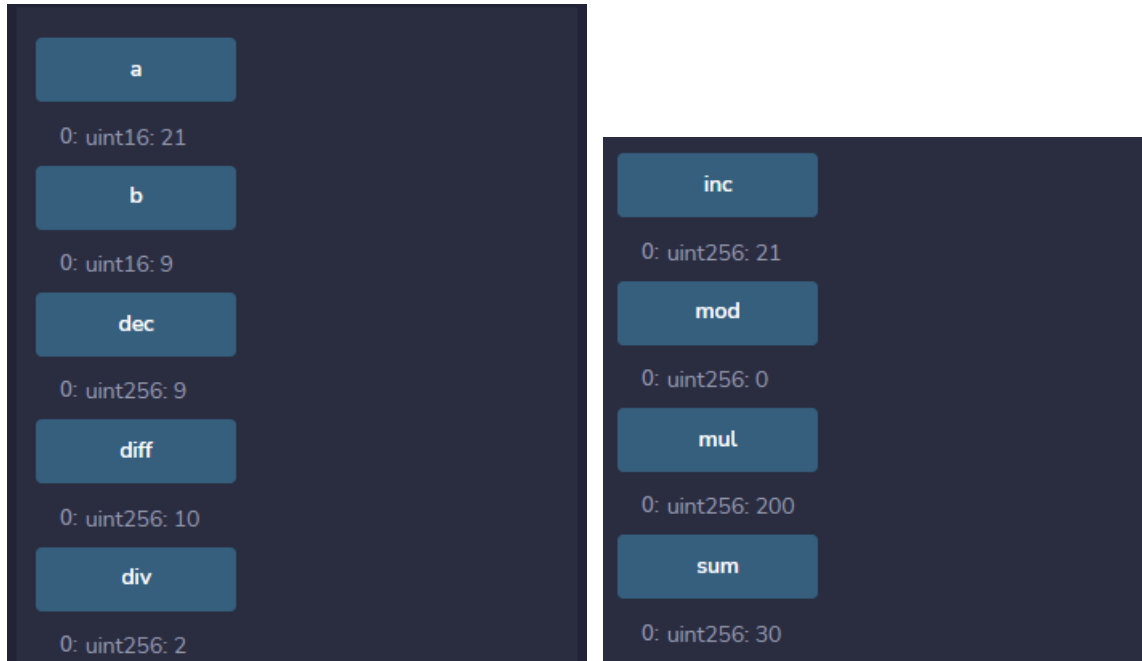 a
0: uint16: 21
b
0: uint16: 9
dec
0: uint256: 9
diff
0: uint256: 10
div
0: uint256: 2
inc
0: uint256: 21
mod
0: uint256: 0
mul
0: uint256: 200
sum
0: uint256: 30